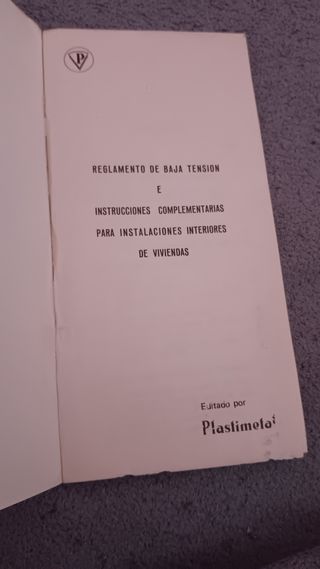 P
REGLAMENTO DE BAJA TENSION
E
INSTRUCCIONES COMPLEMENTARIAS
PARA INSTALACIONES INTERIORES
DE VIVIENDAS
Editado por
Plastimetal